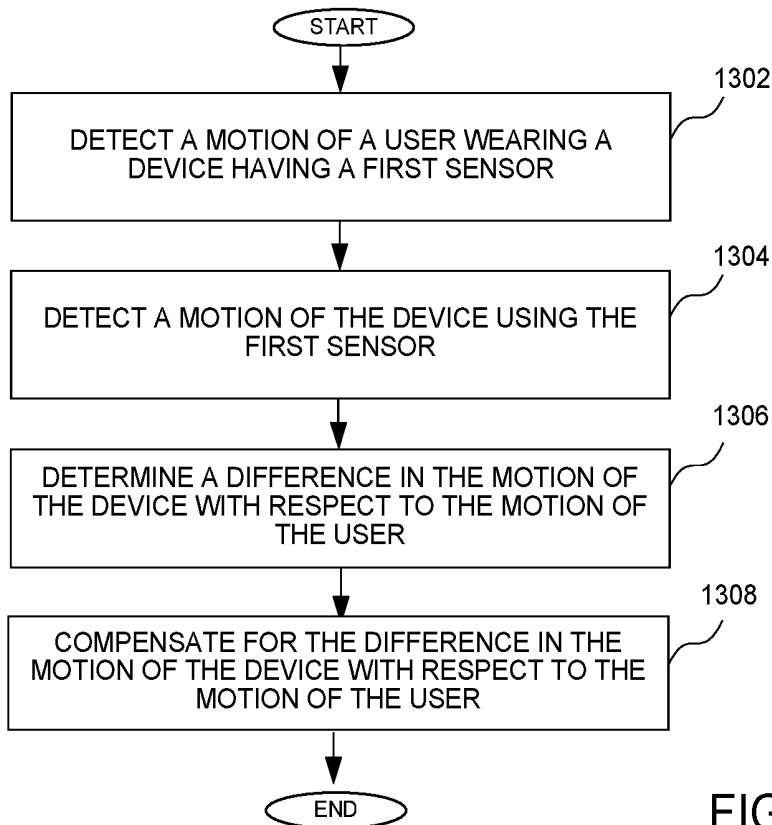 START
1302
DETECT A MOTION OF A USER WEARING A
DEVICE HAVING A FIRST SENSOR
1304
DETECT A MOTION OF THE DEVICE USING THE
FIRST SENSOR
1306
DETERMINE A DIFFERENCE IN THE MOTION OF
THE DEVICE WITH RESPECT TO THE MOTION OF
THE USER
1308
COMPENSATE FOR THE DIFFERENCE IN THE
MOTION OF THE DEVICE WITH RESPECT TO THE
MOTION OF THE USER
END
FIG